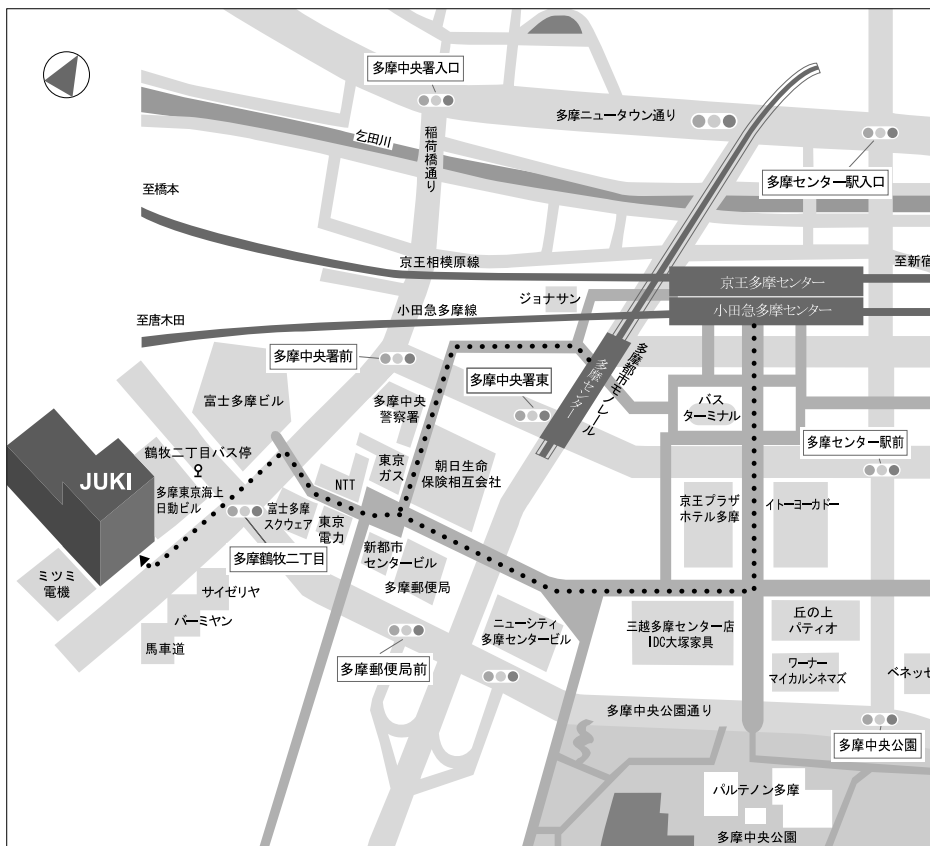 多摩中央署入口
多摩ニュータウン通り
稲荷橋通り
乞田川
多摩センター駅入口
至橋本
京王相模原線
京王多摩センター
至新宿
ジョナサン
小田急多摩線
小田急多摩センター
至唐木田
多摩中央署前
多摩都市モノレール
多摩センター
多摩中央署東
多摩中央
警察署
富士多摩ビル
バス
ターミナル
多摩センター駅前
鶴牧二丁目バス停
JUKI
東京
ガス
朝日生命
保険相互会社
NTT
多摩東京海上
日動ビル
京王プラザ
ホテル多摩
イトーヨーカドー
富士多摩
スクウェア
東京
電力
多摩鶴牧二丁目
新都市
センタービル
ミツミ
電機
サイゼリヤ
多摩郵便局
バーミヤン
ニューシティ
多摩センタービル
三越多摩センター店
IDC大塚家具
丘の上
パティオ
馬車道
多摩郵便局前
ワーナー
マイカルシネマズ
ベネッセ
多摩中央公園通り
多摩中央公園
パルテノン多摩
多摩中央公園